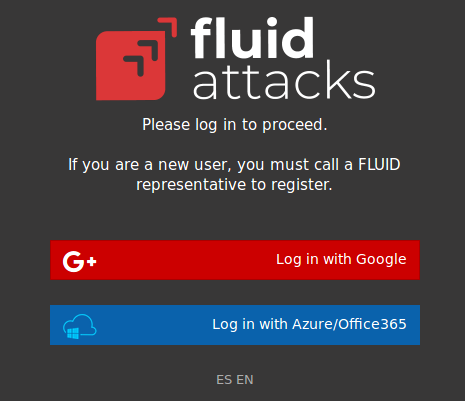 fluid
attacks
Please log in to proceed.
If you are a new user, you must call a FLUID
representative to register.
G+
Log in with Google
Log in with Azure/Office365
ES EN